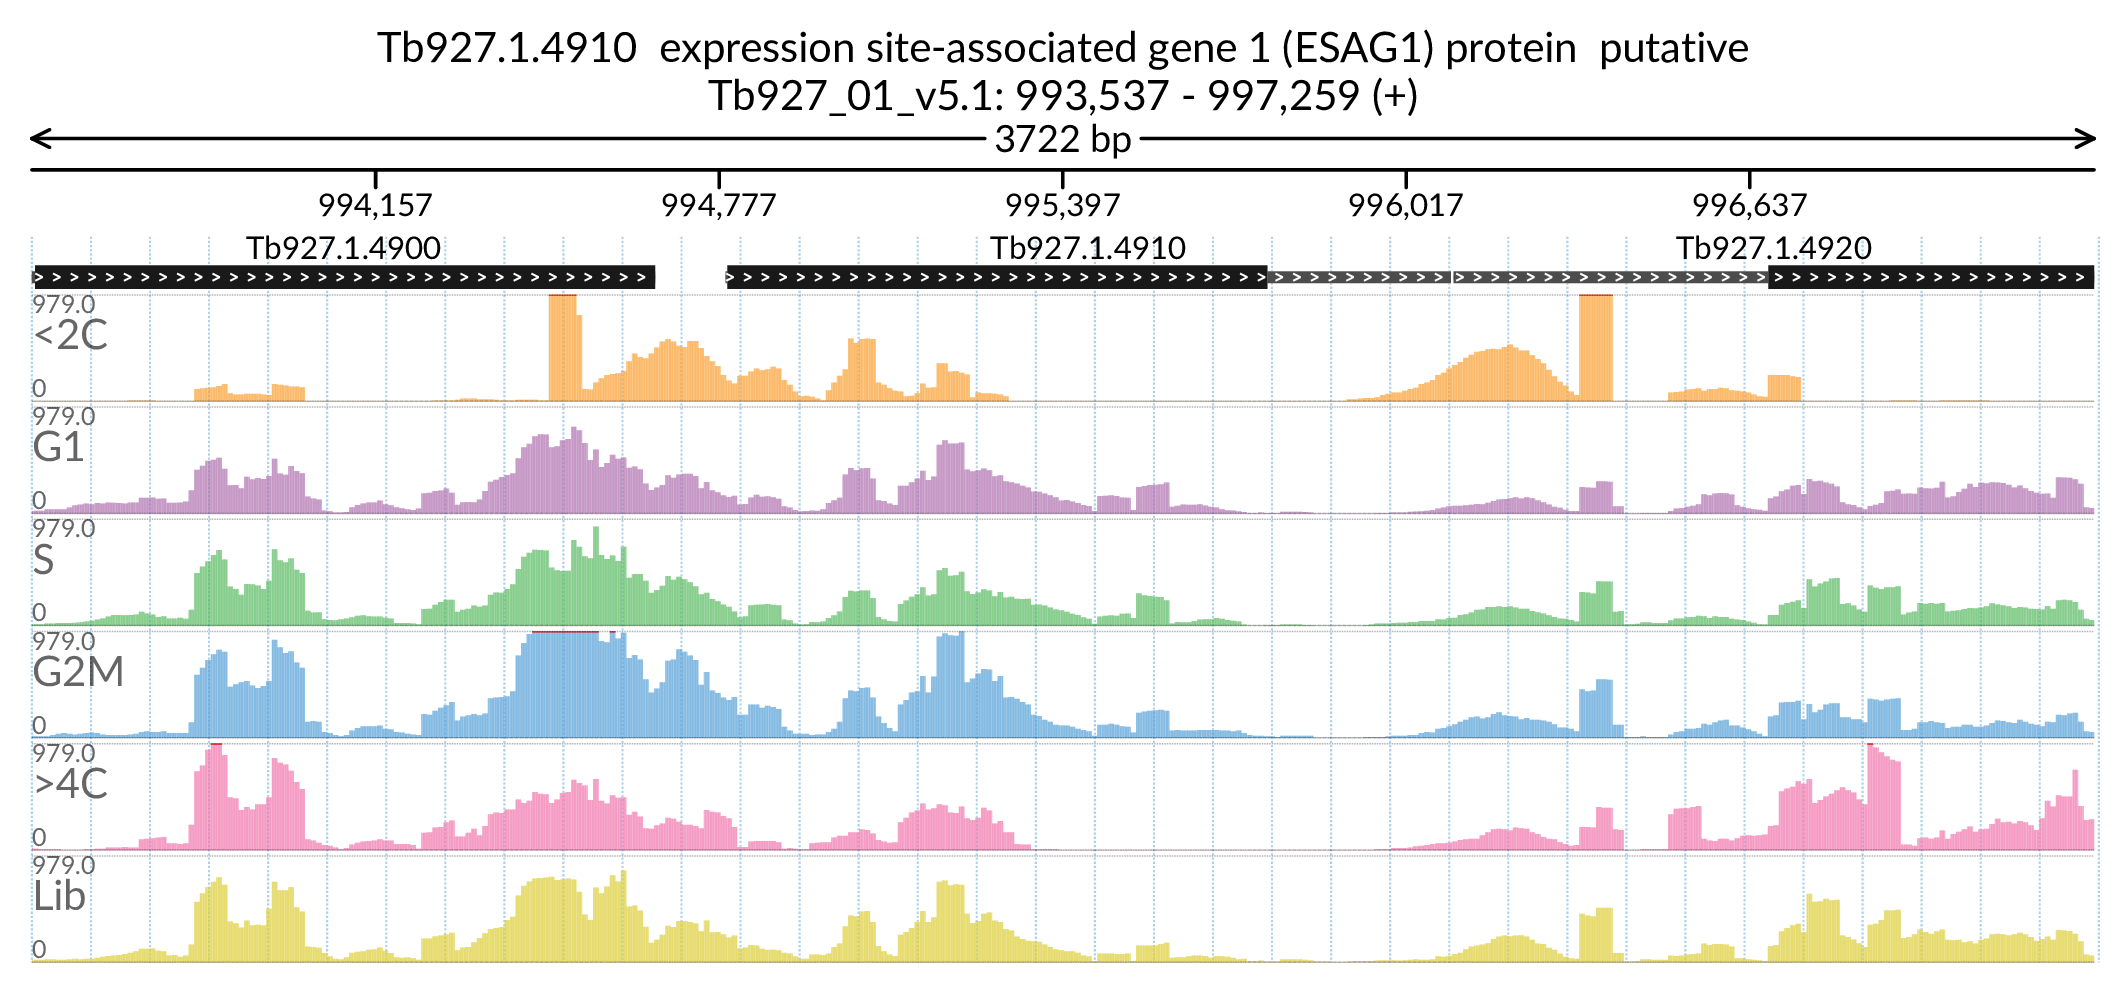 Tb927.1.4910  expression site-associated gene 1 (ESAG1) protein  putative
Tb927_01_v5.1: 993,537 - 997,259 (+)
3722 bp
994,157 994,777 995,397 996,017 996,637
Tb927.1.4900 Tb927.1.4910 Tb927.1.4920
979.0
<2C
0
979.0
G1
0
979.0
S
0
979.0
G2M
0
979.0
>4C
0
979.0
Lib
0